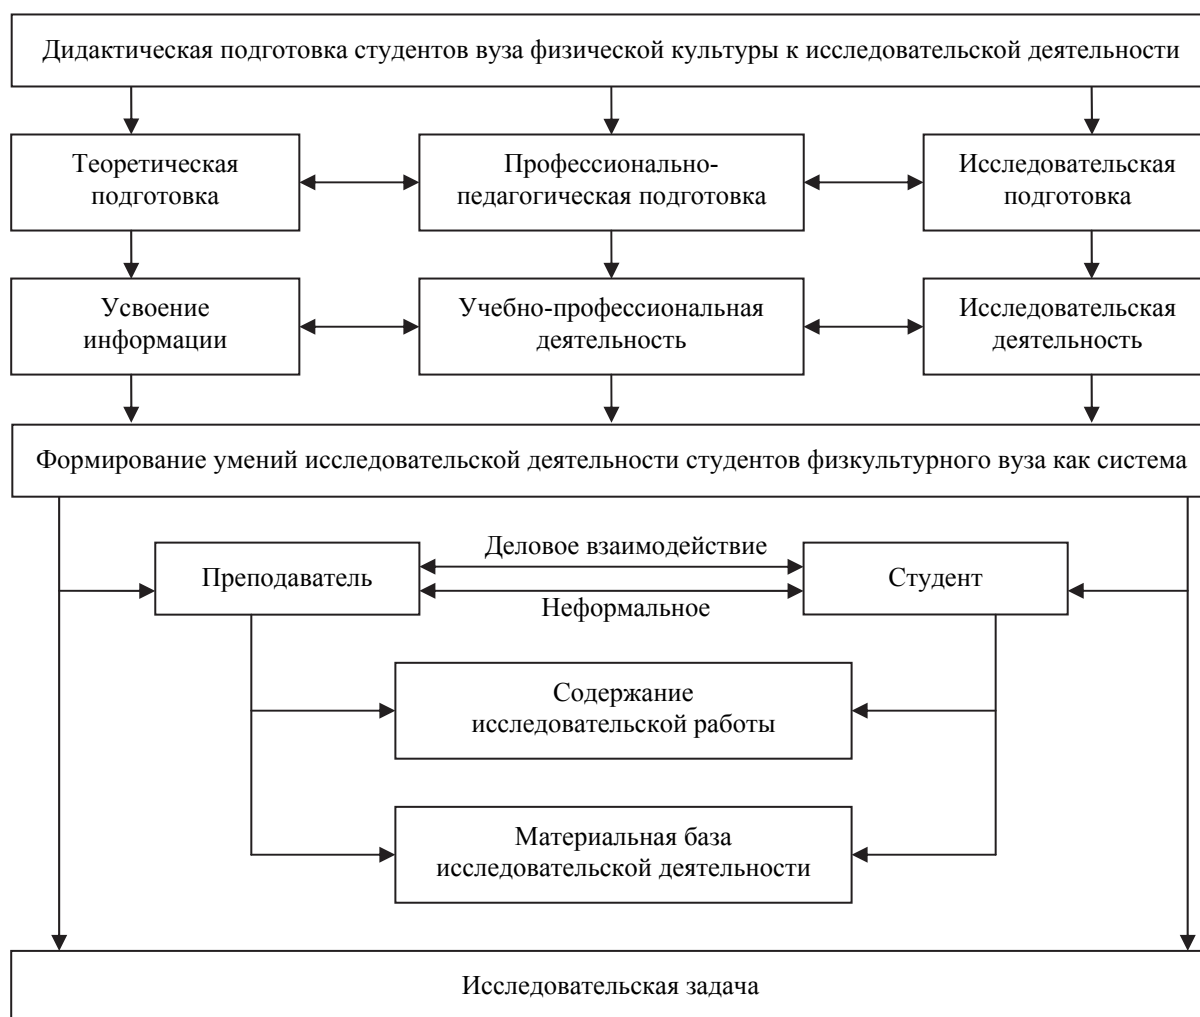 Дидактическая подготовка студентов вуза физической культуры к исследовательской деятельности
Теоретическая
подготовка
Профессионально-
педагогическая подготовка
Исследовательская
подготовка
Усвоение
информации
Учебно-профессиональная
деятельность
Исследовательская
деятельность
Формирование умений исследовательской деятельности студентов физкультурного вуза как система
Деловое взаимодействие
Преподаватель
Студент
Неформальное
Содержание
исследовательской работы
Материальная база
исследовательской деятельности
Исследовательская задача